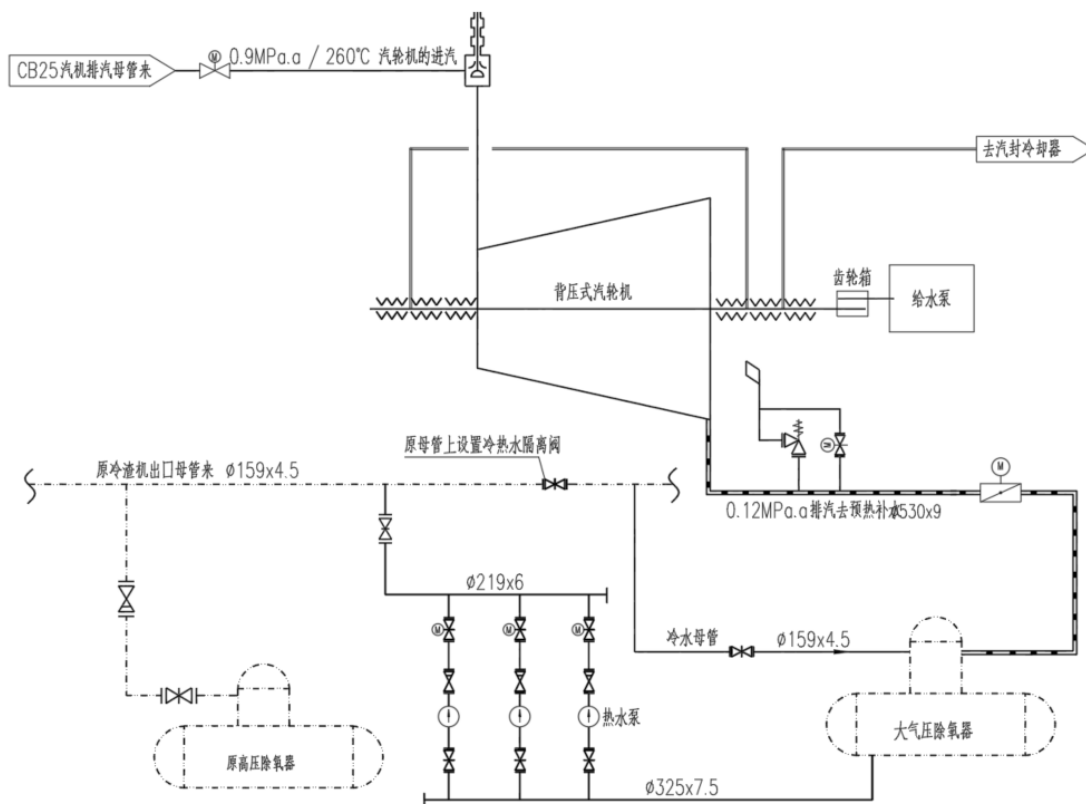 0.9MPa.a / 260℃ 汽轮机的进汽
CB25汽机排汽母管来
M
去汽封冷却器
齿轮箱
背压式汽轮机
给水泵
原母管上设置冷热水隔离阀
M
原冷渣机出口母管来 ϕ159x4.5
M
0.12MPa.a排汽去预热补水ϕ530x9
ϕ219x6
M
M
M
冷水母管
ϕ159x4.5
热水泵
大气压除氧器
原高压除氧器
ϕ325x7.5